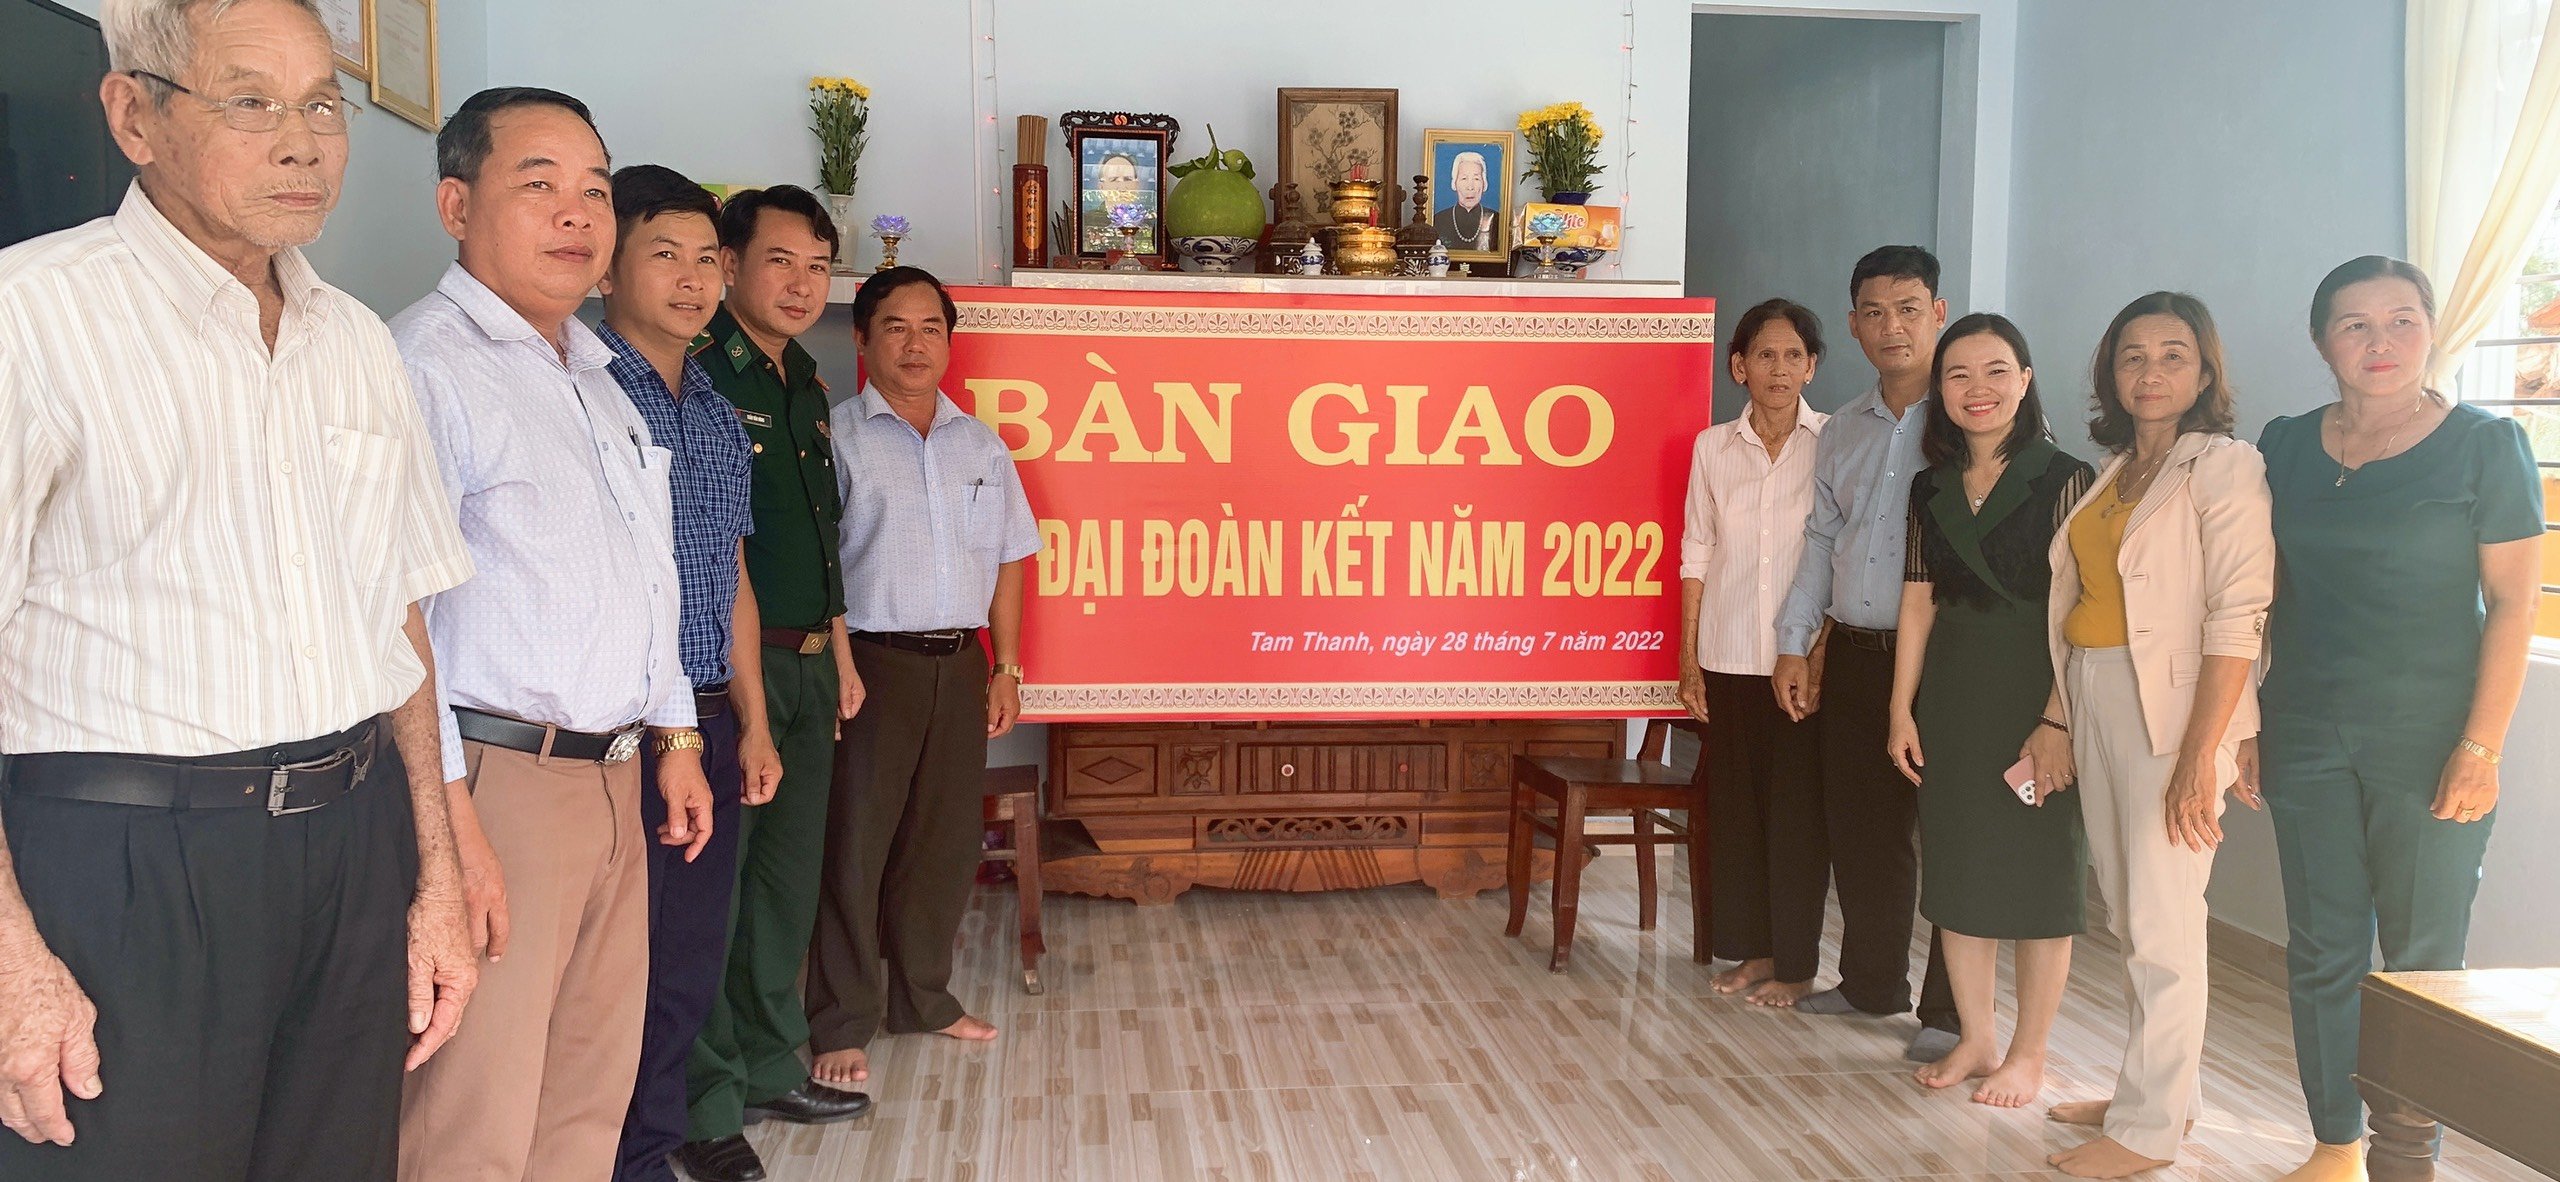 BÀN GIAO
ĐẠI ĐOÀN KẾT NĂM 2022
Tam Thanh, ngày 28 tháng 7 năm 2022